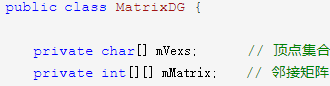 public class MatrixDG {
private char[] mVexs;       // 顶点集合
private int[][] mMatrix;    // 邻接矩阵